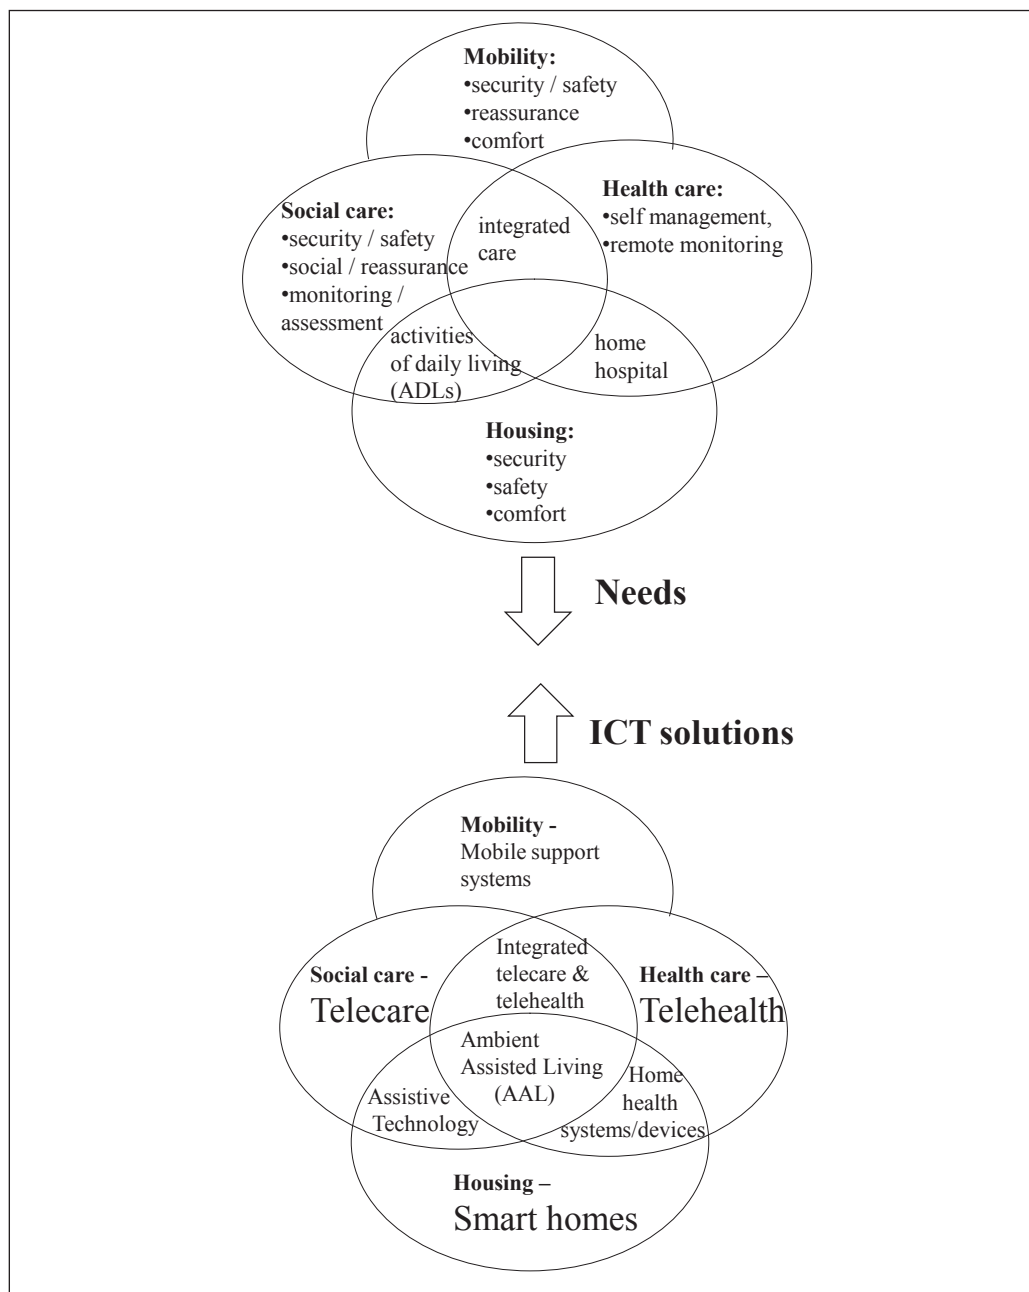 Mobility:
•security / safety
•reassurance
•comfort
Social care:
•security / safety
•social / reassurance
•monitoring /
assessment
integrated
care
Health care:
•self management,
•remote monitoring
activities
of daily living
(ADLs)
home
hospital
Housing:
•security
•safety
•comfort
Needs
ICT solutions
Mobility -
Mobile support
systems
Social care -
Telecare
Integrated
telecare &
telehealth
Health care –
Telehealth
Ambient
Assisted Living
(AAL)
Assistive
Technology
Home
health
systems/devices
Housing –
Smart homes